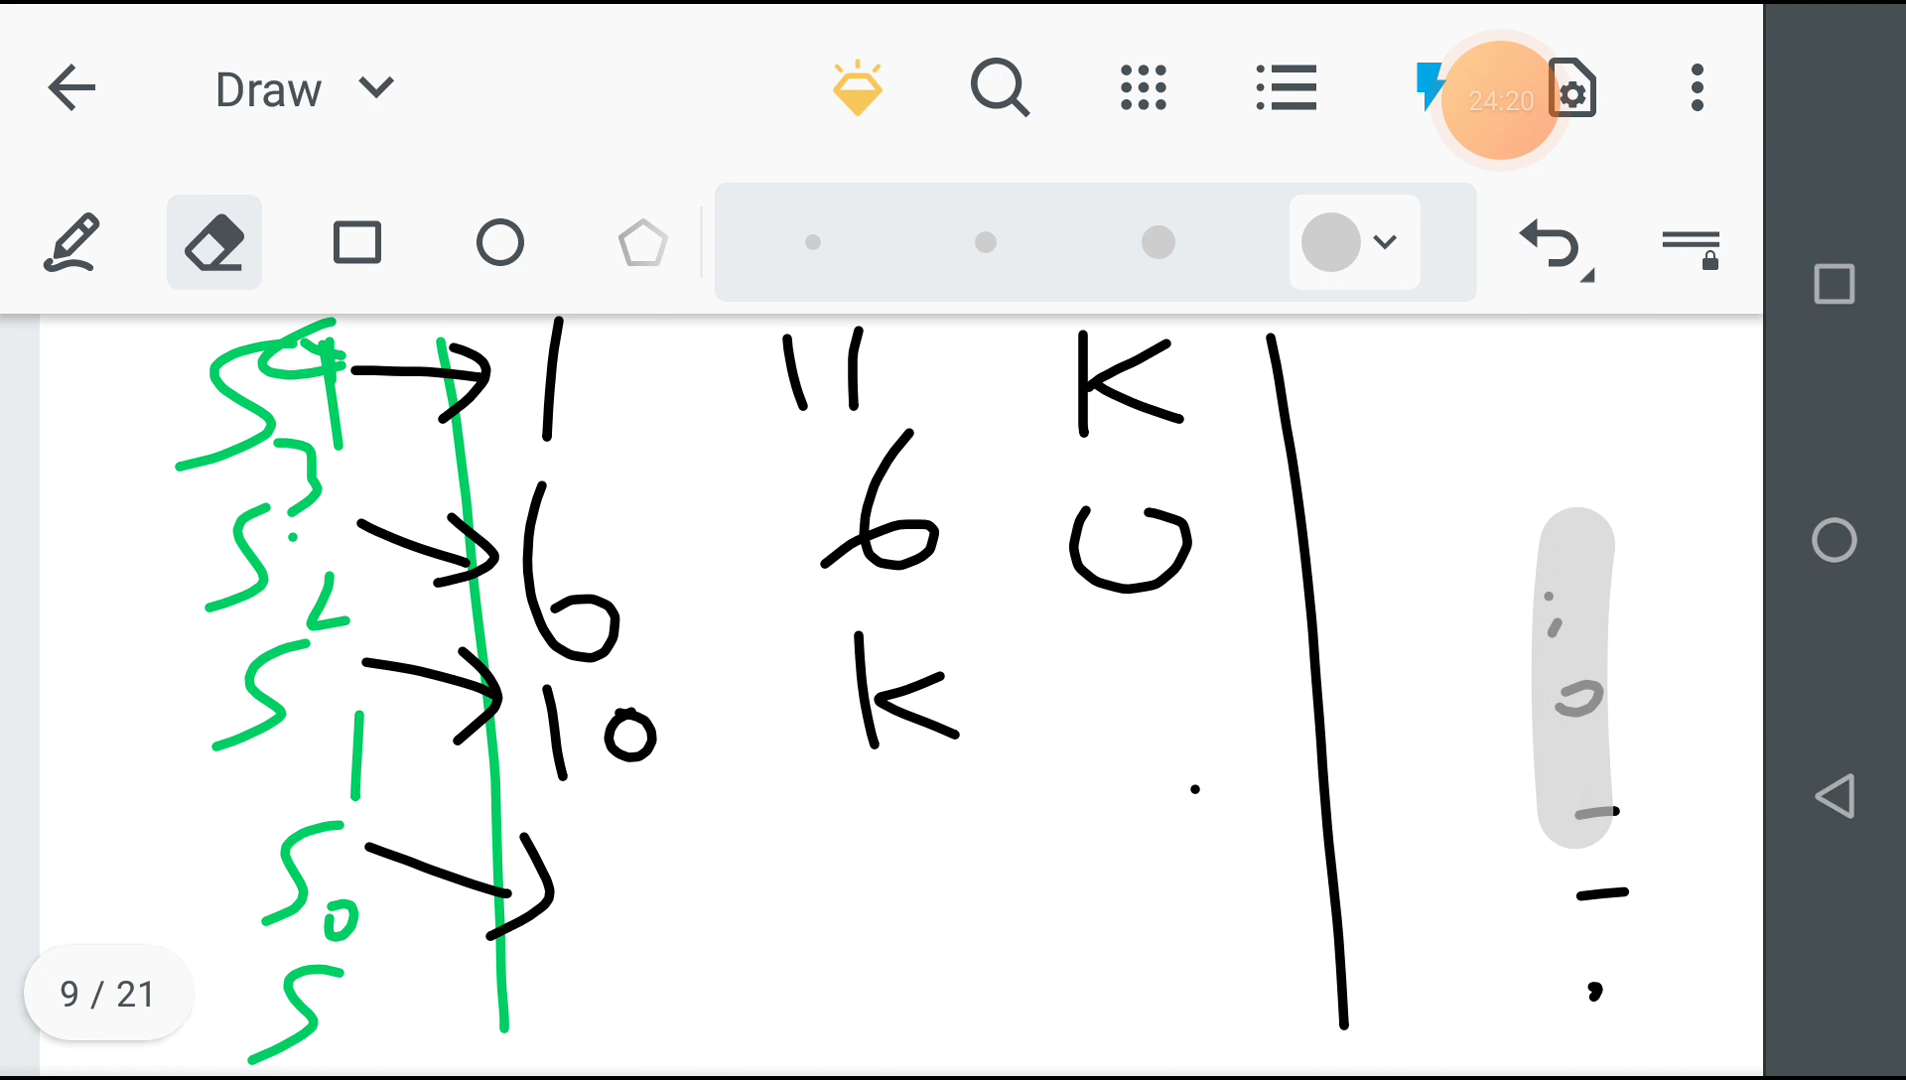 Draw
24:20
S4 → 1 11 K
S3 → 6 6 0
S2 → 10 K
S1 →
S0
9 / 21